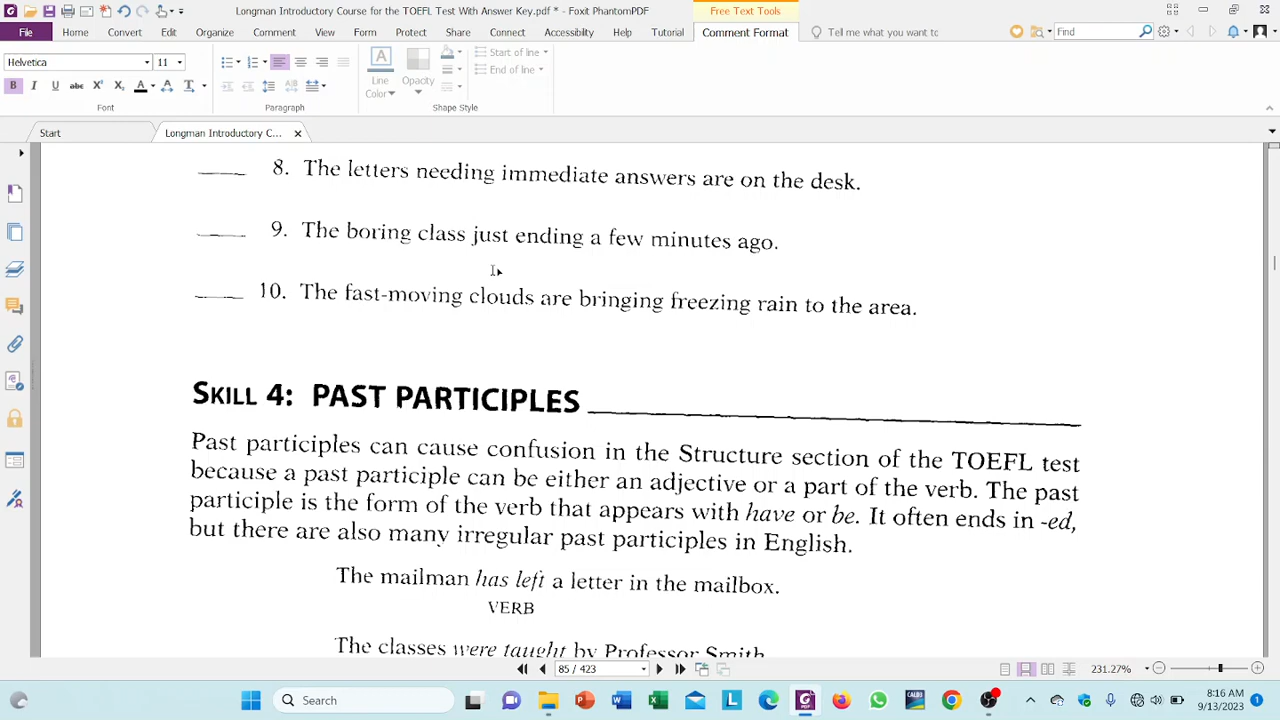 Longman Introductory Course for the TOEFL Test With Answer Key.pdf * - Foxit PhantomPDF
Free Text Tools
File Home Convert Edit Organize Comment View Form Protect Share Connect Accessibility Help Tutorial Comment Format Tell me what you want to Find
Helvetica 11
Line Color
Opacity
Start of line
End of line
Font Paragraph Shape Style
Start Longman Introductory C...
8. The letters needing immediate answers are on the desk.
9. The boring class just ending a few minutes ago.
10. The fast-moving clouds are bringing freezing rain to the area.
SKILL 4: PAST PARTICIPLES
Past participles can cause confusion in the Structure section of the TOEFL test
because a past participle can be either an adjective or a part of the verb. The past
participle is the form of the verb that appears with have or be. It often ends in -ed,
but there are also many irregular past participles in English.
The mailman has left a letter in the mailbox.
VERB
The classes were taught by Professor Smith.
85 / 423
231.27%
Search
8:16 AM
9/13/2023